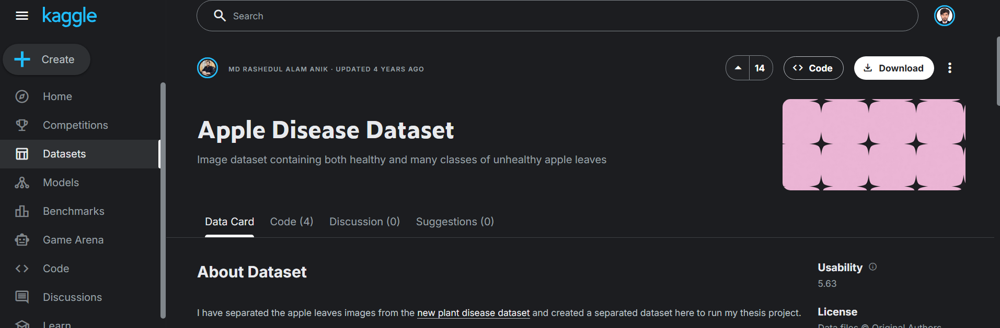 kaggle
Search
Create
Home
Competitions
Datasets
Models
Benchmarks
Game Arena
Code
Discussions
Learn
MD RASHEDUL ALAM ANIK · UPDATED 4 YEARS AGO
14
Code
Download
Apple Disease Dataset
Image dataset containing both healthy and many classes of unhealthy apple leaves
Data Card
Code (4)
Discussion (0)
Suggestions (0)
About Dataset
I have separated the apple leaves images from the new plant disease dataset and created a separated dataset here to run my thesis project.
Usability
5.63
License
Data files © Original Authors